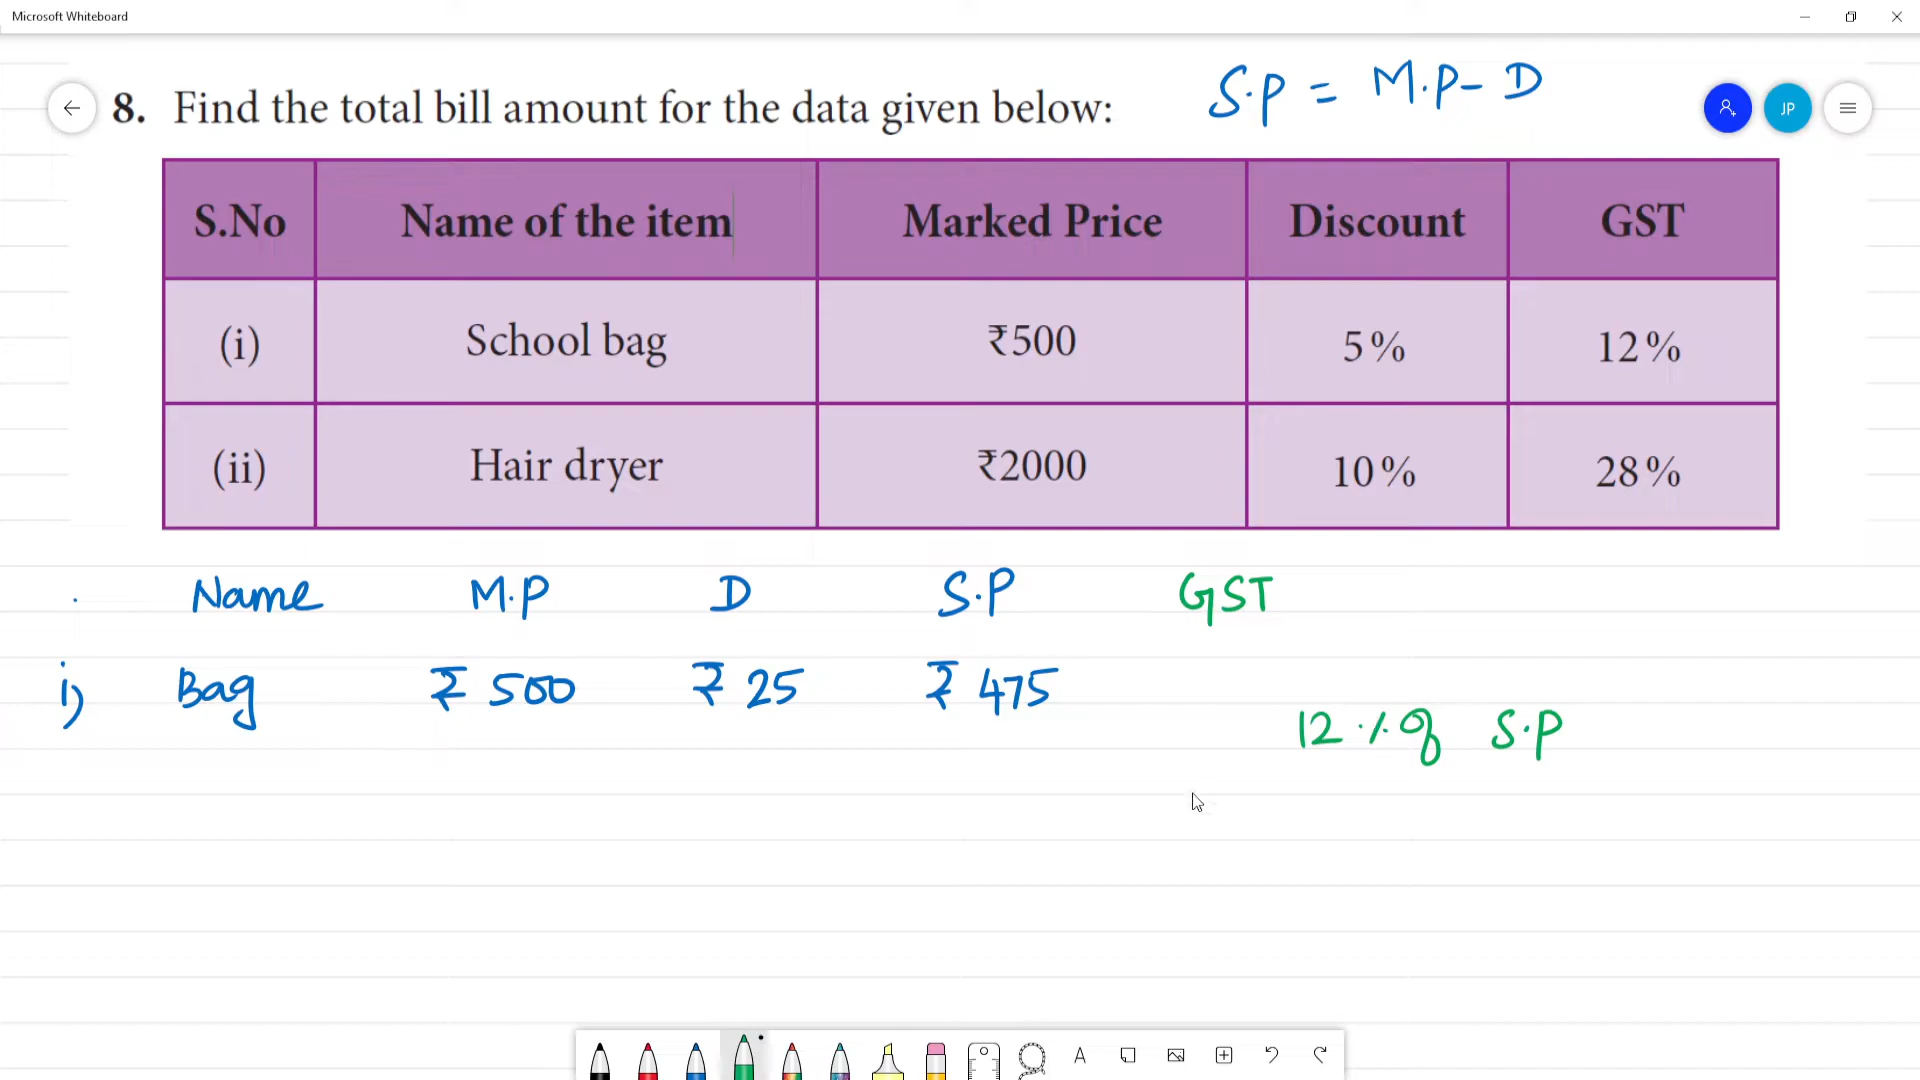 Microsoft Whiteboard
8. Find the total bill amount for the data given below:
S.P = M.P - D
JP
S.No Name of the item Marked Price Discount GST
(i) School bag ₹500 5% 12%
(ii) Hair dryer ₹2000 10% 28%
Name M.P D S.P GST
i) Bag ₹ 500 ₹ 25 ₹ 475
12 % of S.P
A